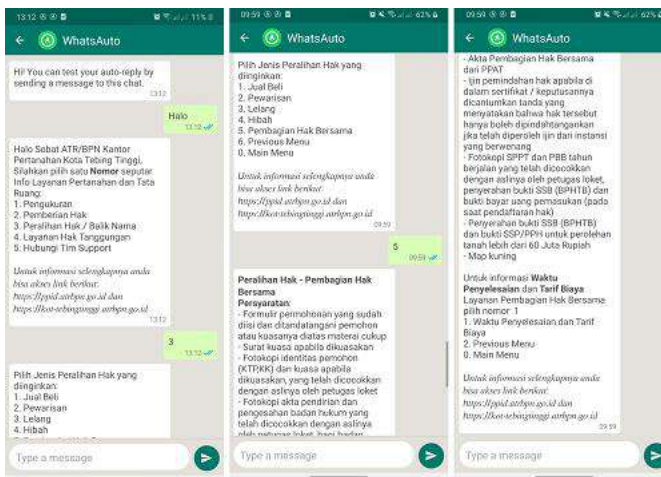 13:12
11%
WhatsAuto
Hi! You can test your auto-reply by
sending a message to this chat.
13:12
Halo
13:12
Halo Sobat ATR/BPN Kantor
Pertanahan Kota Tebing Tinggi,
Silahkan pilih satu Nomor seputar
Info Layanan Pertanahan dan Tata
Ruang:
1. Pengukuran
2. Pemberian Hak
3. Peralihan Hak / Balik Nama
4. Layanan Hak Tanggungan
5. Hubungi Tim Support
Untuk informasi selengkapnya anda
bisa akses link berikut:
https://ppid.atrbpn.go.id dan
https://kot-tebingtinggi.atrbpn.go.id
13:12
3
13:12
Pilih Jenis Peralihan Hak yang
diinginkan:
1. Jual Beli
2. Pewarisan
3. Lelang
4. Hibah
Type a message
09:59
62%
WhatsAuto
Pilih Jenis Peralihan Hak yang
diinginkan:
1. Jual Beli
2. Pewarisan
3. Lelang
4. Hibah
5. Pembagian Hak Bersama
6. Previous Menu
0. Main Menu
Untuk informasi selengkapnya anda
bisa akses link berikut:
https://ppid.atrbpn.go.id dan
https://kot-tebingtinggi.atrbpn.go.id
09:59
5
09:59
Peralihan Hak - Pembagian Hak
Bersama
Persyaratan:
- Formulir permohonan yang sudah
diisi dan ditandatangani pemohon
atau kuasanya diatas materai cukup
- Surat kuasa apabila dikuasakan
- Fotokopi identitas pemohon
(KTP,KK) dan kuasa apabila
dikuasakan, yang telah dicocokkan
dengan aslinya oleh petugas loket
- Fotokopi akta pendirian dan
pengesahan badan hukum yang
telah dicocokkan dengan aslinya
oleh petugas loket, bagi badan
Type a message
09:59
62%
WhatsAuto
- Akta Pembagian Hak Bersama
dari PPAT
- Ijin pemindahan hak apabila di
dalam sertifikat / keputusannya
dicantumkan tanda yang
menyatakan bahwa hak tersebut
hanya boleh dipindahtangankan
jika telah diperoleh ijin dari instansi
yang berwenang
- Fotokopi SPPT dan PBB tahun
berjalan yang telah dicocokkan
dengan aslinya oleh petugas loket,
penyerahan bukti SSB (BPHTB) dan
bukti bayar uang pemasukan (pada
saat pendaftaran hak)
- Penyerahan bukti SSB (BPHTB)
dan bukti SSP/PPH untuk perolehan
tanah lebih dari 60 Juta Rupiah
- Map kuning
Untuk informasi Waktu
Penyelesaian dan Tarif Biaya
Layanan Pembagian Hak Bersama
pilih nomor 1
1. Waktu Penyelesaian dan Tarif
Biaya
2. Previous Menu
0. Main Menu
Untuk informasi selengkapnya anda
bisa akses link berikut:
https://ppid.atrbpn.go.id dan
https://kot-tebingtinggi.atrbpn.go.id
09:59
Type a message